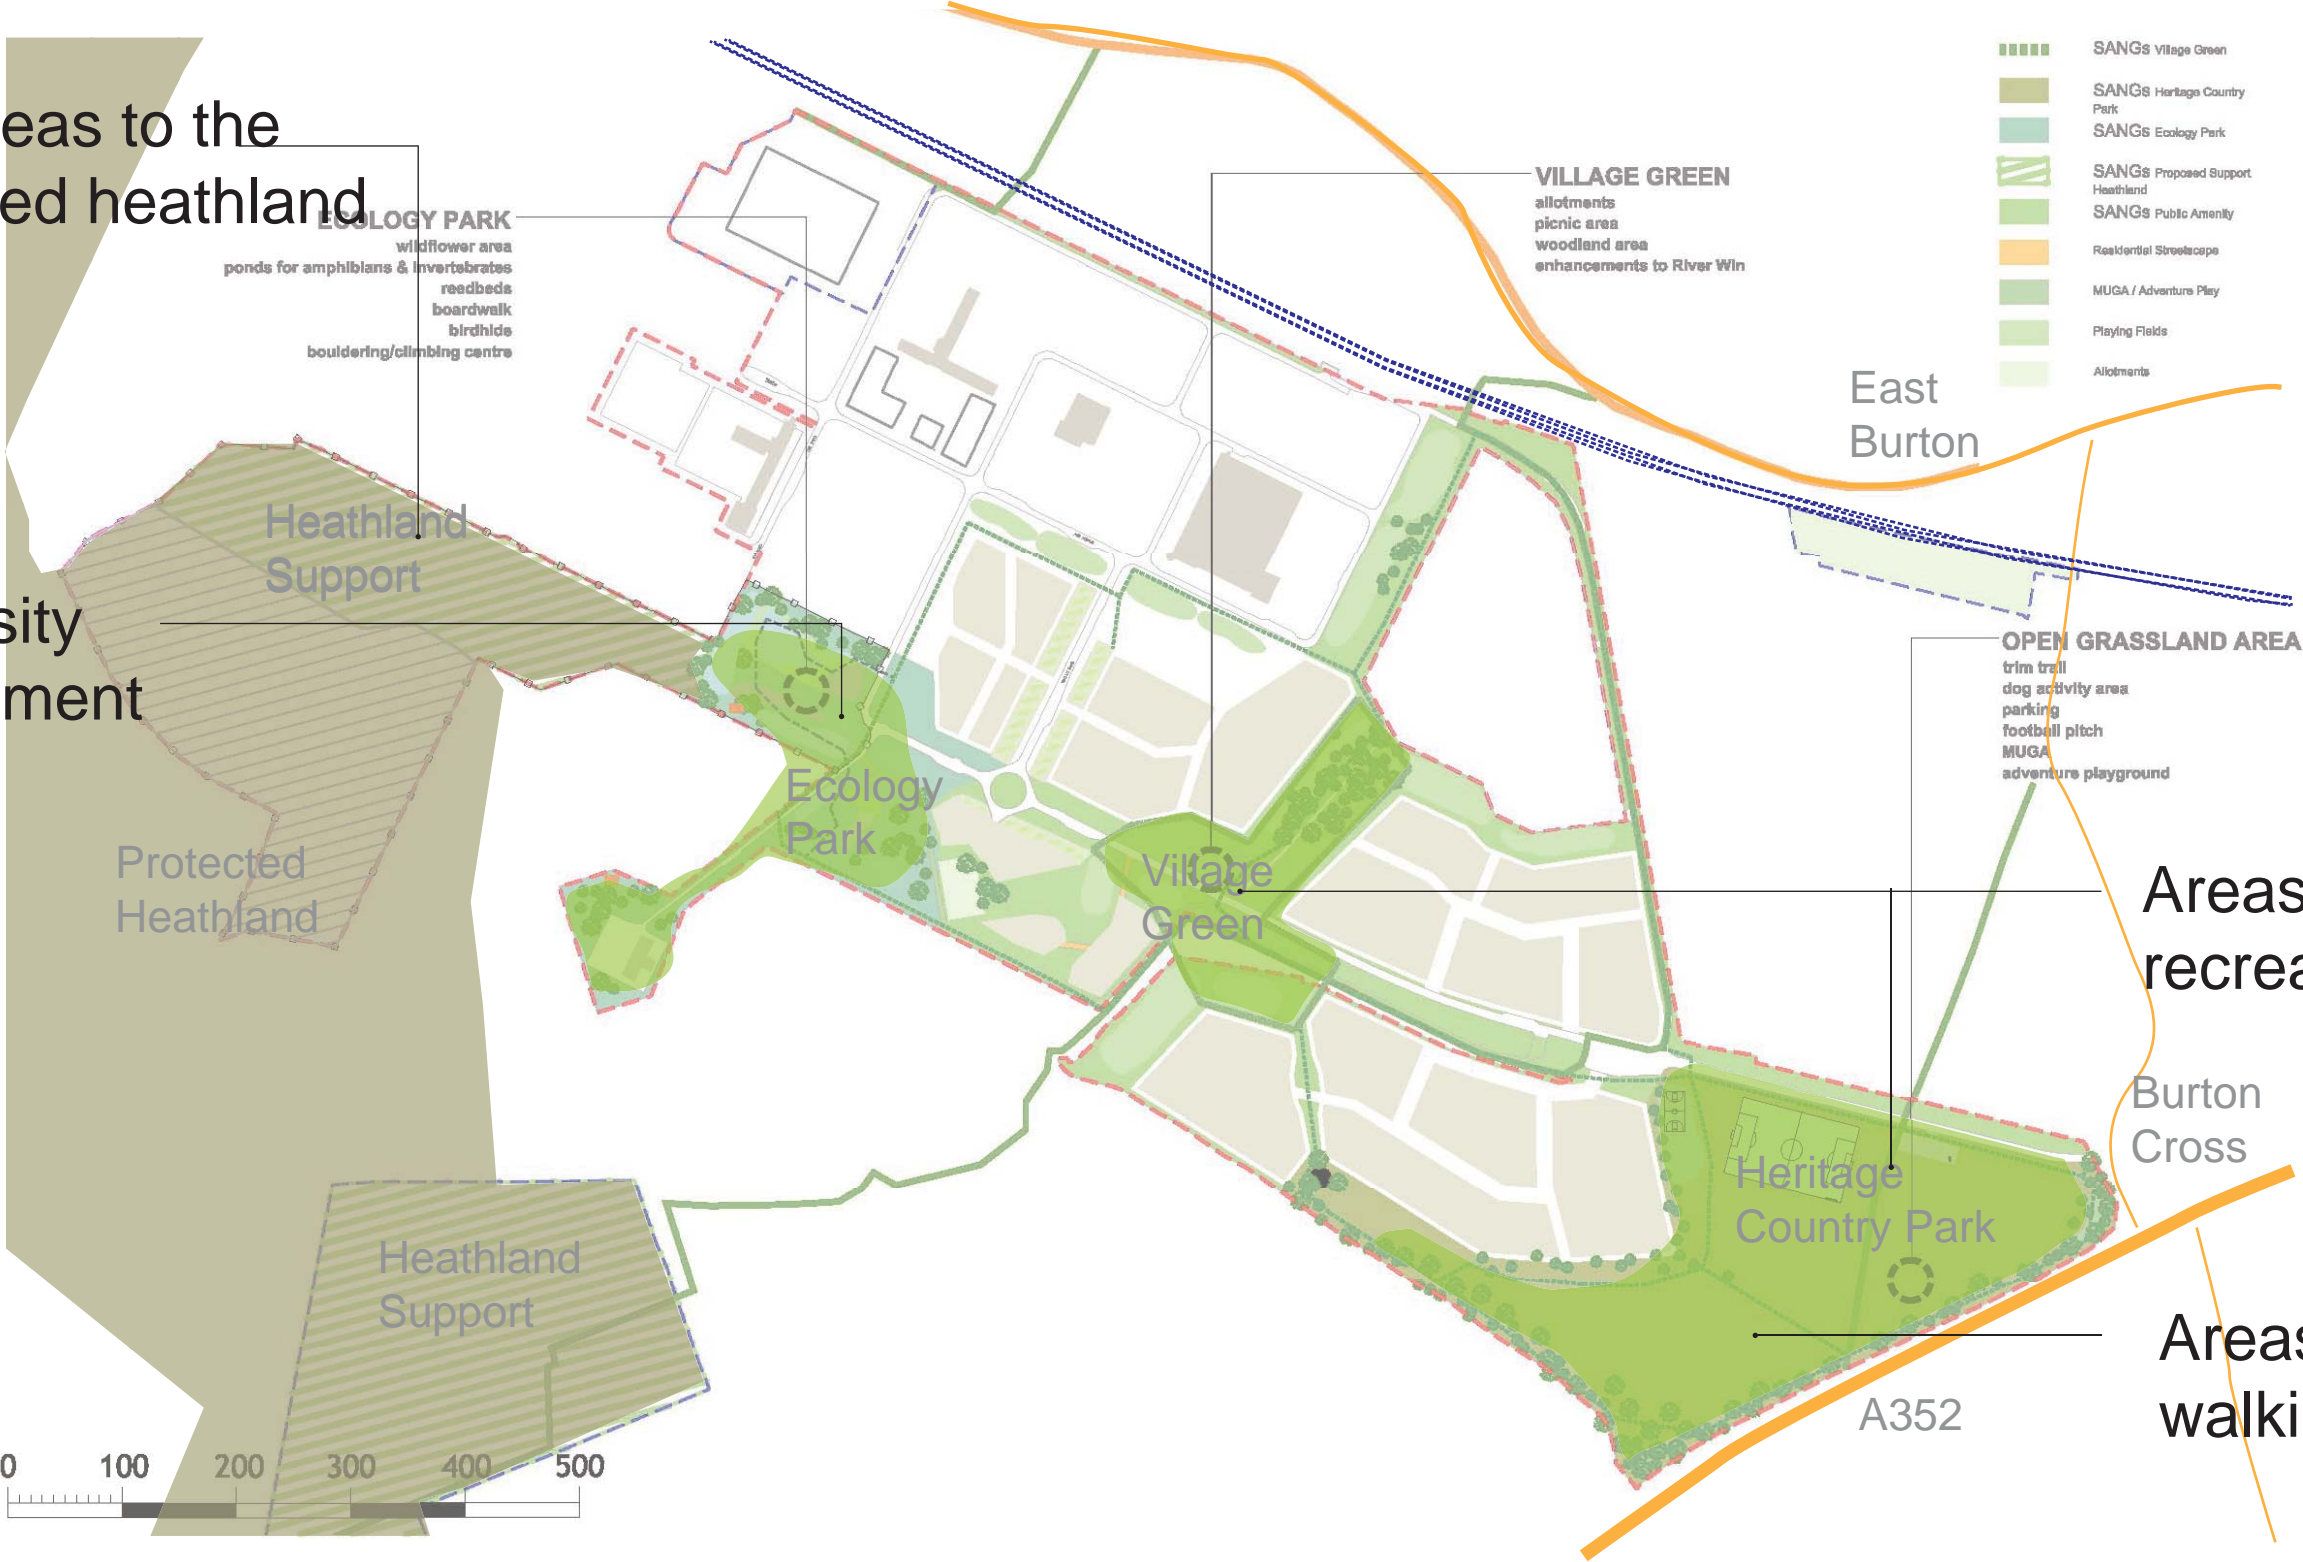 eas to the
ed heathland
ECOLOGY PARK
wildflower area
ponds for amphibians & invertebrates
reedbeds
boardwalk
birdhide
bouldering/climbing centre
VILLAGE GREEN
allotments
picnic area
woodland area
enhancements to River Win
SANGs Village Green
SANGs Heritage Country
Park
SANGs Ecology Park
SANGs Proposed Support
Heathland
SANGs Public Amenity
Residential Streetscape
MUGA / Adventure Play
Playing Fields
Allotments
East
Burton
Heathland
Support
sity
ment
OPEN GRASSLAND AREA
trim trail
dog activity area
parking
football pitch
MUGA
adventure playground
Ecology
Park
Protected
Heathland
Village
Green
Areas
recrea
Burton
Cross
Heritage
Country Park
Heathland
Support
Areas
walki
A352
0 100 200 300 400 500